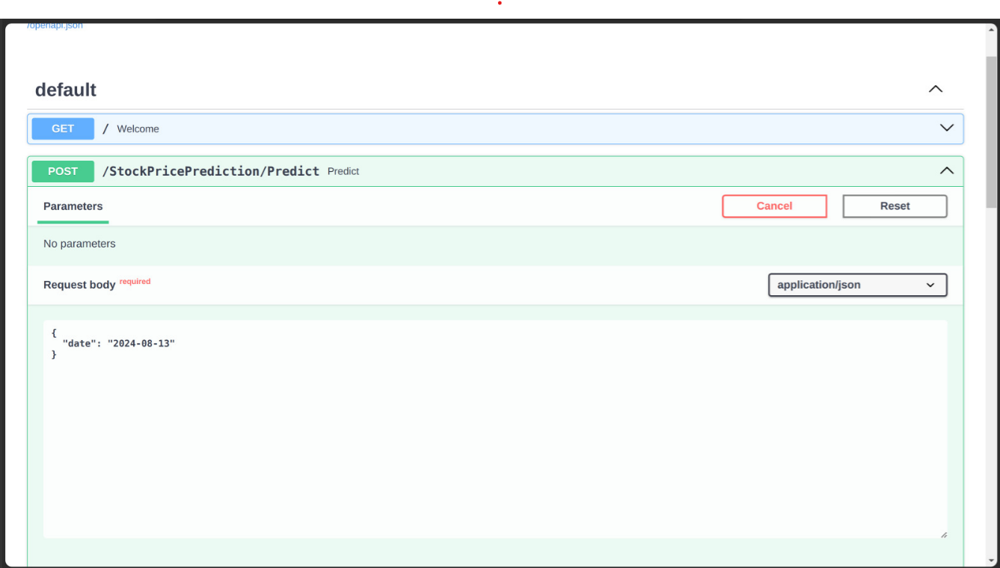 /openapi.json
default
GET / Welcome
POST /StockPricePrediction/Predict Predict
Parameters
Cancel
Reset
No parameters
Request body required
application/json
{
"date": "2024-08-13"
}